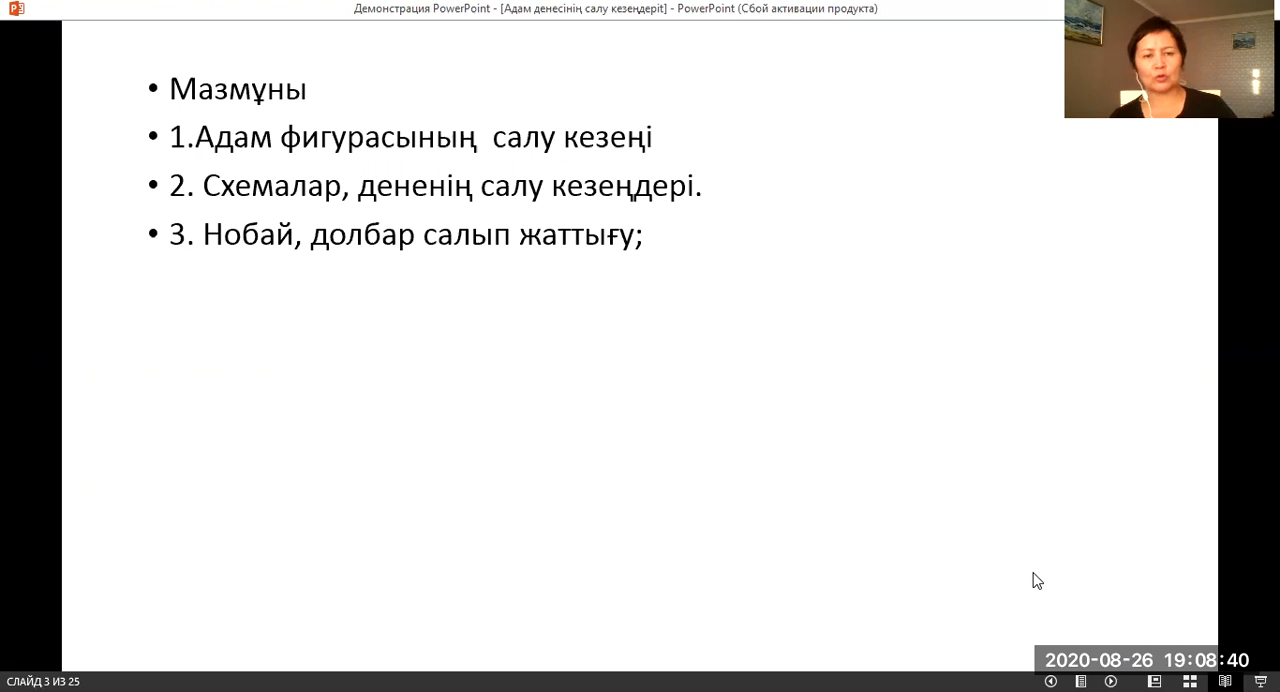 Демонстрация PowerPoint - [Адам денесінің салу кезеңдеріt] - PowerPoint (Сбой активации продукта)
• Мазмұны
• 1.Адам фигурасының  салу кезеңі
• 2. Схемалар, дененің салу кезеңдері.
• 3. Нобай, долбар салып жаттығу;
2020-08-26 19:08:40
СЛАЙД 3 ИЗ 25